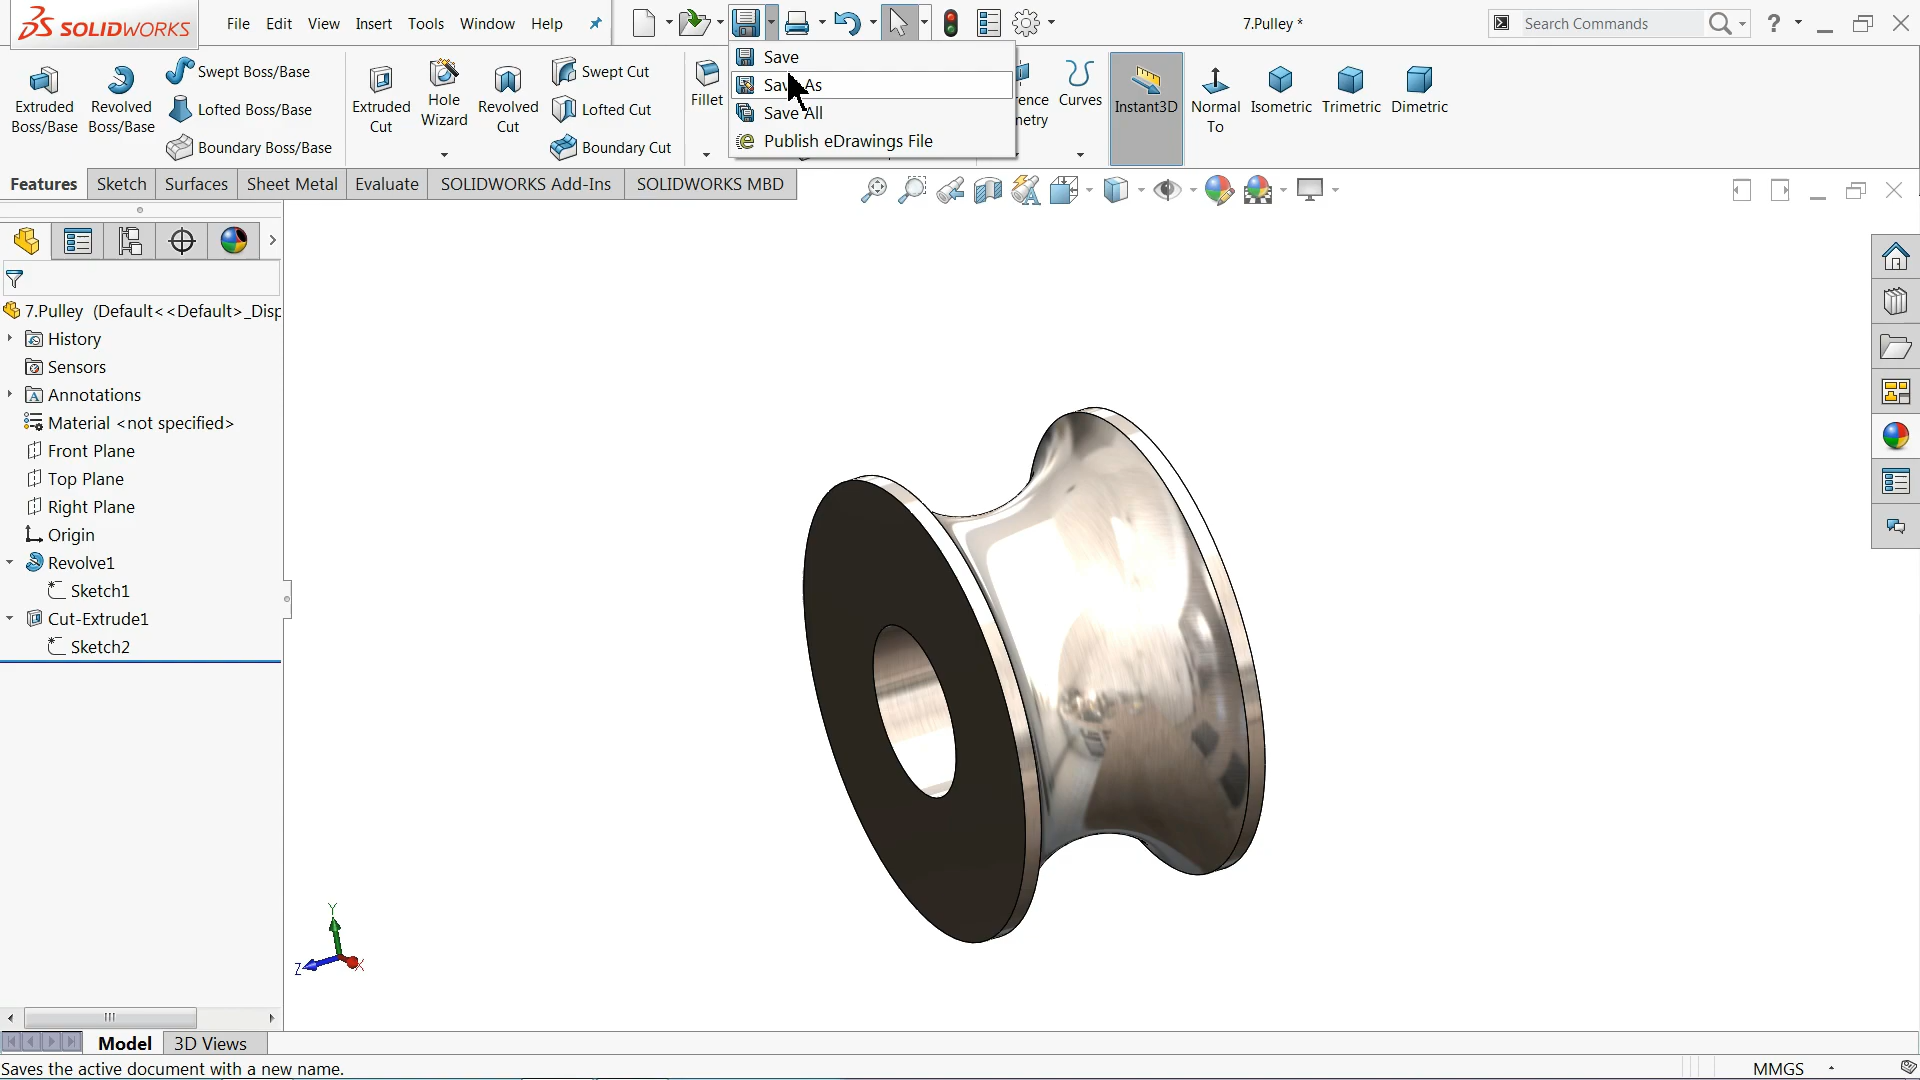 SOLIDWORKS
File Edit View Insert Tools Window Help
7.Pulley *
Search Commands
?
Save
Save As
Save All
Publish eDrawings File
Extruded Boss/Base
Revolved Boss/Base
Swept Boss/Base
Lofted Boss/Base
Boundary Boss/Base
Extruded Cut
Hole Wizard
Revolved Cut
Swept Cut
Lofted Cut
Boundary Cut
Fillet
Curves
Instant3D
Normal To
Isometric
Trimetric
Dimetric
Features Sketch Surfaces Sheet Metal Evaluate SOLIDWORKS Add-Ins SOLIDWORKS MBD
7.Pulley (Default<<Default>_Disp
History
Sensors
Annotations
Material <not specified>
Front Plane
Top Plane
Right Plane
Origin
Revolve1
Sketch1
Cut-Extrude1
Sketch2
Y
Z
X
Model 3D Views
Saves the active document with a new name.
MMGS